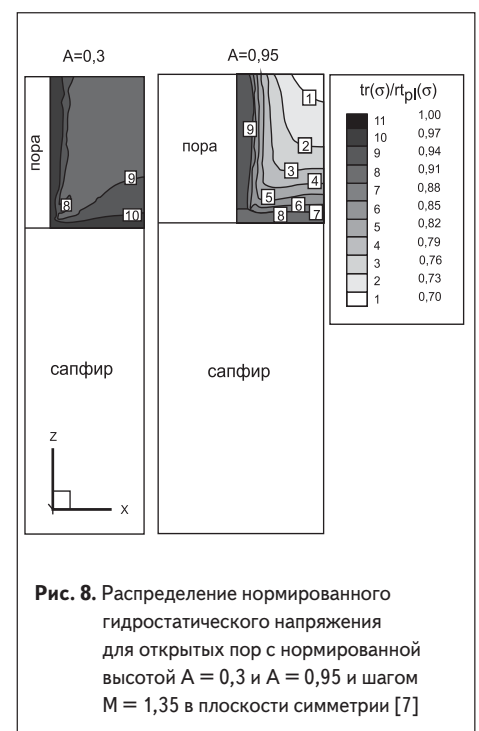 A=0,3
A=0,95
tr(σ)/rtpl(σ)
11 1,00
10 0,97
9 0,94
8 0,91
7 0,88
6 0,85
5 0,82
4 0,79
3 0,76
2 0,73
1 0,70
пора
8
9
10
сапфир
Z
Y
X
пора
9
1
2
3
4
5
6
7
8
сапфир
Рис. 8. Распределение нормированного
гидростатического напряжения
для открытых пор с нормированной
высотой A = 0,3 и A = 0,95 и шагом
M = 1,35 в плоскости симметрии [7]